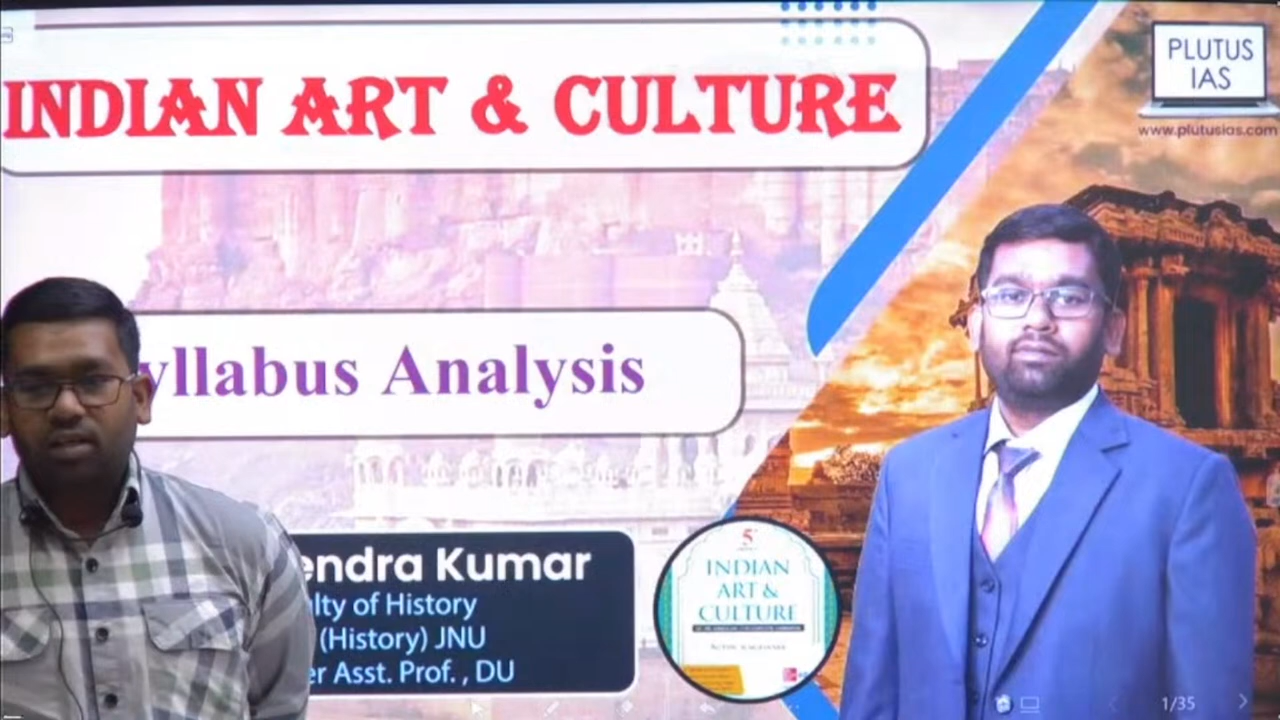 INDIAN ART & CULTURE
PLUTUS
IAS
www.plutusias.com
yllabus Analysis
endra Kumar
lty of History
(History) JNU
er Asst. Prof. , DU
5
INDIAN
ART &
CULTURE
1/35